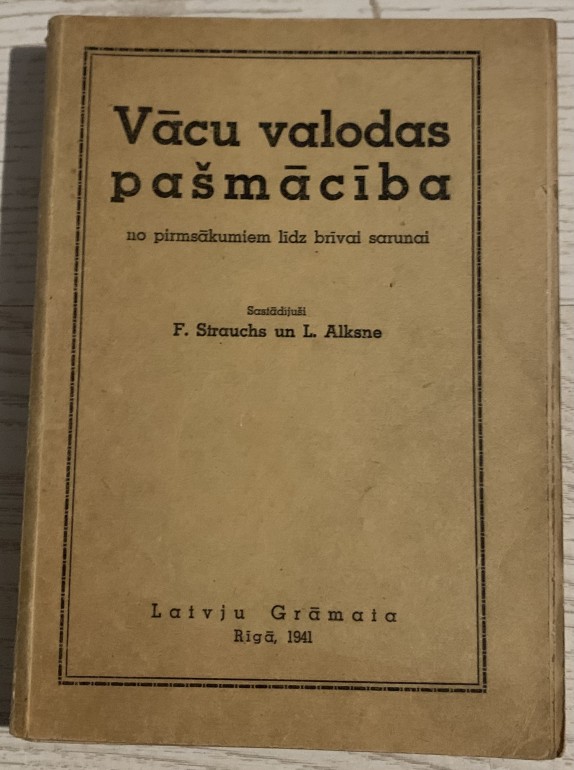 Vācu valodas
pašmācība
no pirmsākumiem līdz brīvai sarunai
Sastādījuši
F. Strauchs un L. Alksne
Latvju Grāmata
Rīgā, 1941